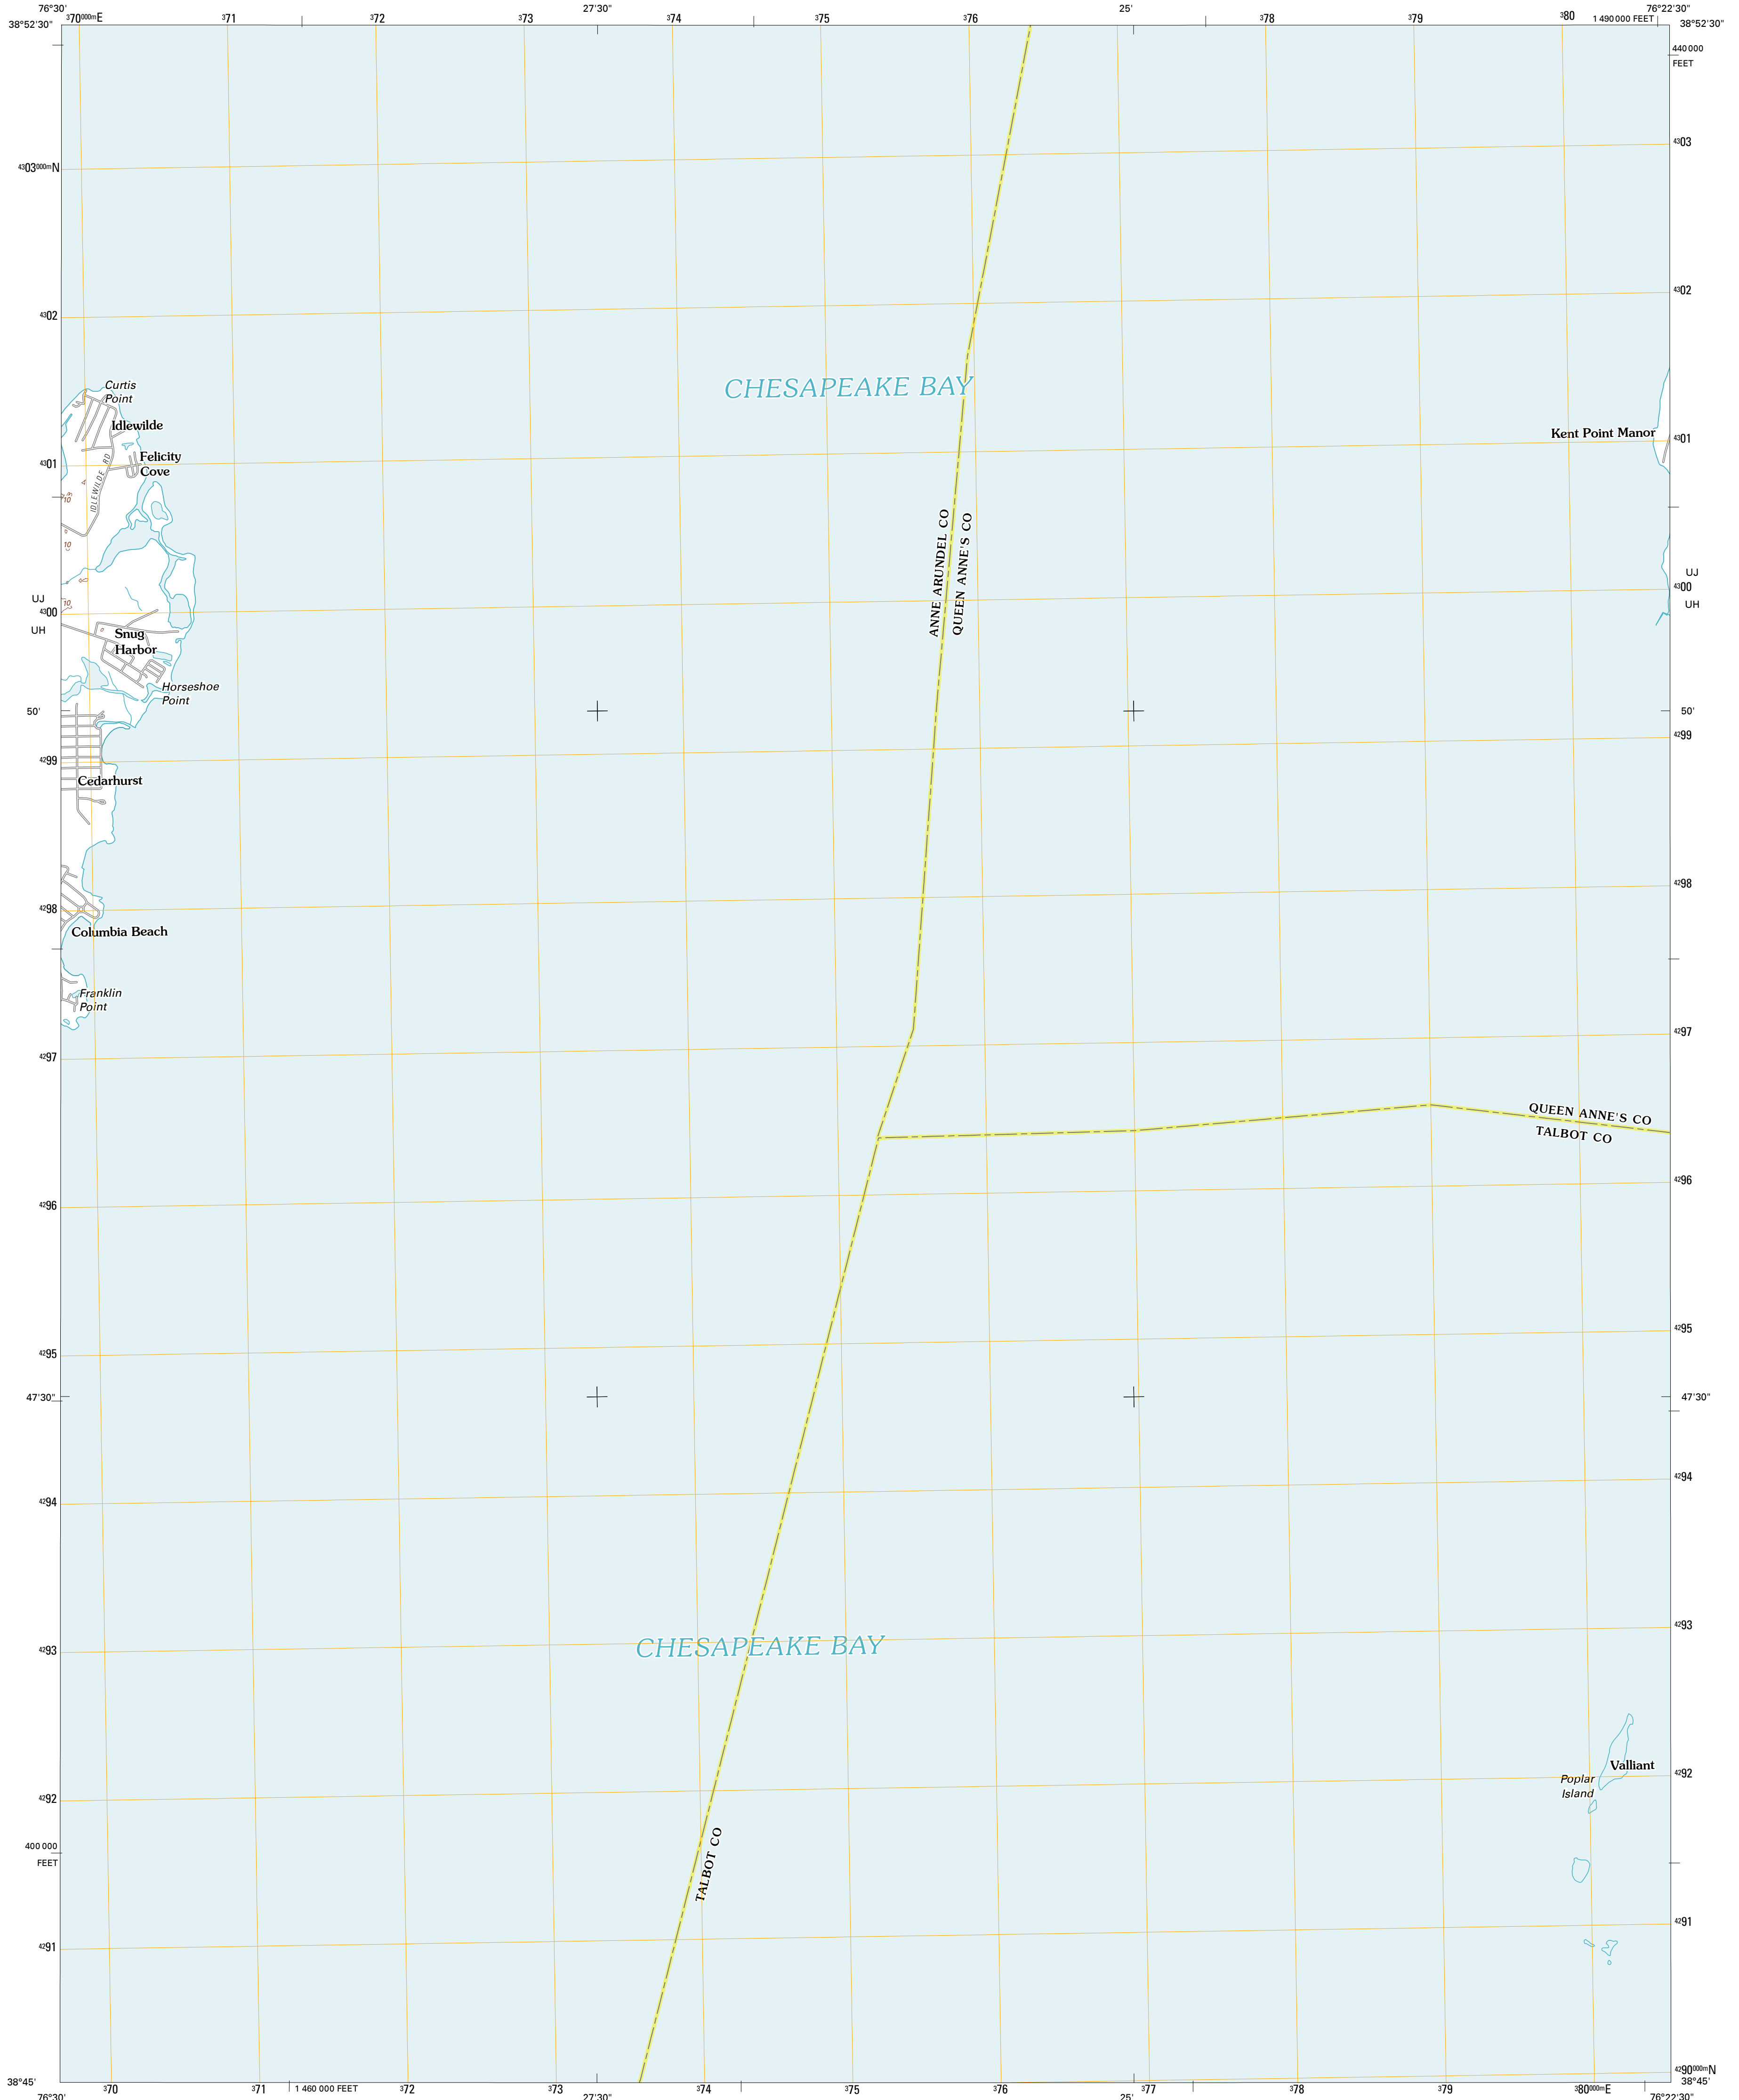 76°30' 27'30" 25' 76°22'30"
38°52'30" 370000mE 371 372 373 374 375 376 378 379 380 1 490 000 FEET 38°52'30"
440 000
FEET
4303000mN 4303
4302 4302
CHESAPEAKE BAY
Curtis
Point
Idlewilde
Kent Point Manor
4301 4301
Felicity
Cove
IDLEWILDE RD
10
10
10
ANNE ARUNDEL CO
QUEEN ANNE'S CO
UJ UJ
4300 4300
UH UH
Snug
Harbor
Horseshoe
Point
50' 50'
4299 4299
Cedarhurst
4298 4298
Columbia Beach
Franklin
Point
4297 4297
QUEEN ANNE'S CO
TALBOT CO
4296 4296
4295 4295
47'30" 47'30"
4294 4294
4293 4293
CHESAPEAKE BAY
Valliant
Poplar
Island
4292 4292
400 000
FEET
TALBOT CO
4291 4291
4290000mN
38°45' 38°45'
370 371 1 460 000 FEET 372 373 374 375 376 377 378 379 380000mE
76°30' 27'30" 25' 76°22'30"